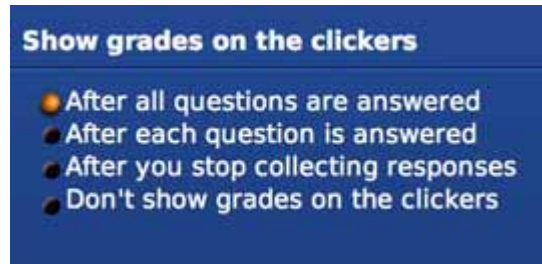 Show grades on the clickers
After all questions are answered
After each question is answered
After you stop collecting responses
Don't show grades on the clickers